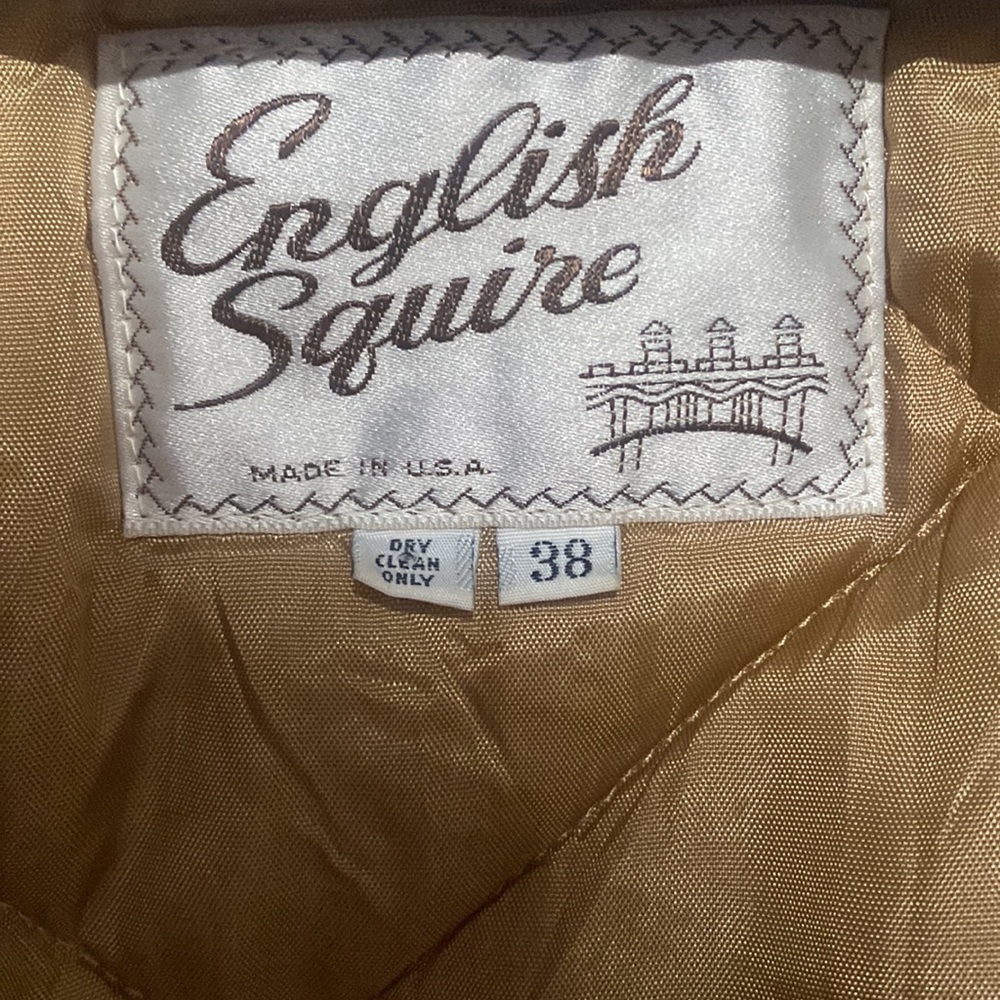 English
Squire
MADE IN U.S.A.
DRY
CLEAN
ONLY
38